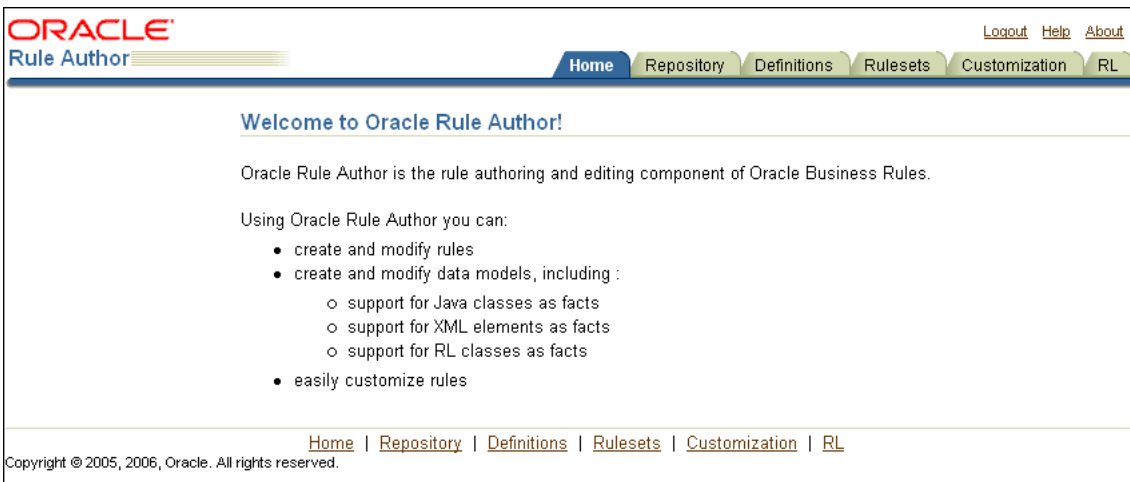 ORACLE
Logout Help About
Rule Author
Home Repository Definitions Rulesets Customization RL
Welcome to Oracle Rule Author!
Oracle Rule Author is the rule authoring and editing component of Oracle Business Rules.
Using Oracle Rule Author you can:
• create and modify rules
• create and modify data models, including :
o support for Java classes as facts
o support for XML elements as facts
o support for RL classes as facts
• easily customize rules
Home | Repository | Definitions | Rulesets | Customization | RL
Copyright © 2005, 2006, Oracle. All rights reserved.